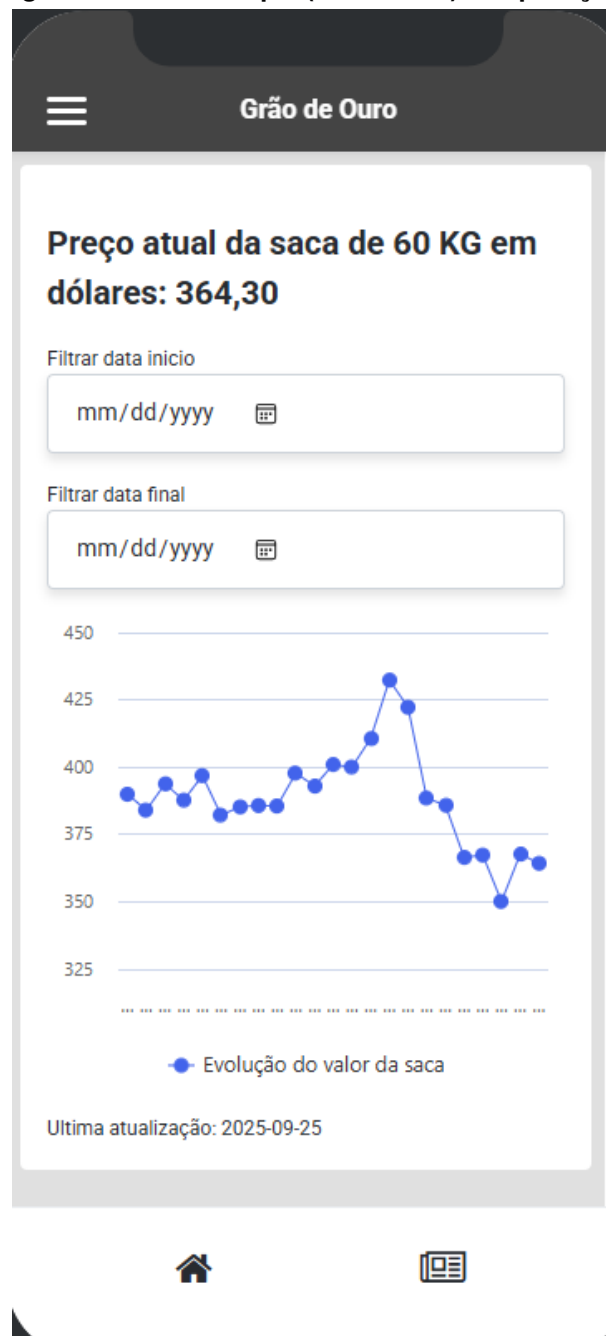 Grão de Ouro
Preço atual da saca de 60 KG em
dólares: 364,30
Filtrar data inicio
mm/dd/yyyy
Filtrar data final
mm/dd/yyyy
450
425
400
375
350
325
... ... ... ... ... ... ... ... ... ... ... ... ... ... ... ... ... ... ... ... ... ... ...
Evolução do valor da saca
Ultima atualização: 2025-09-25